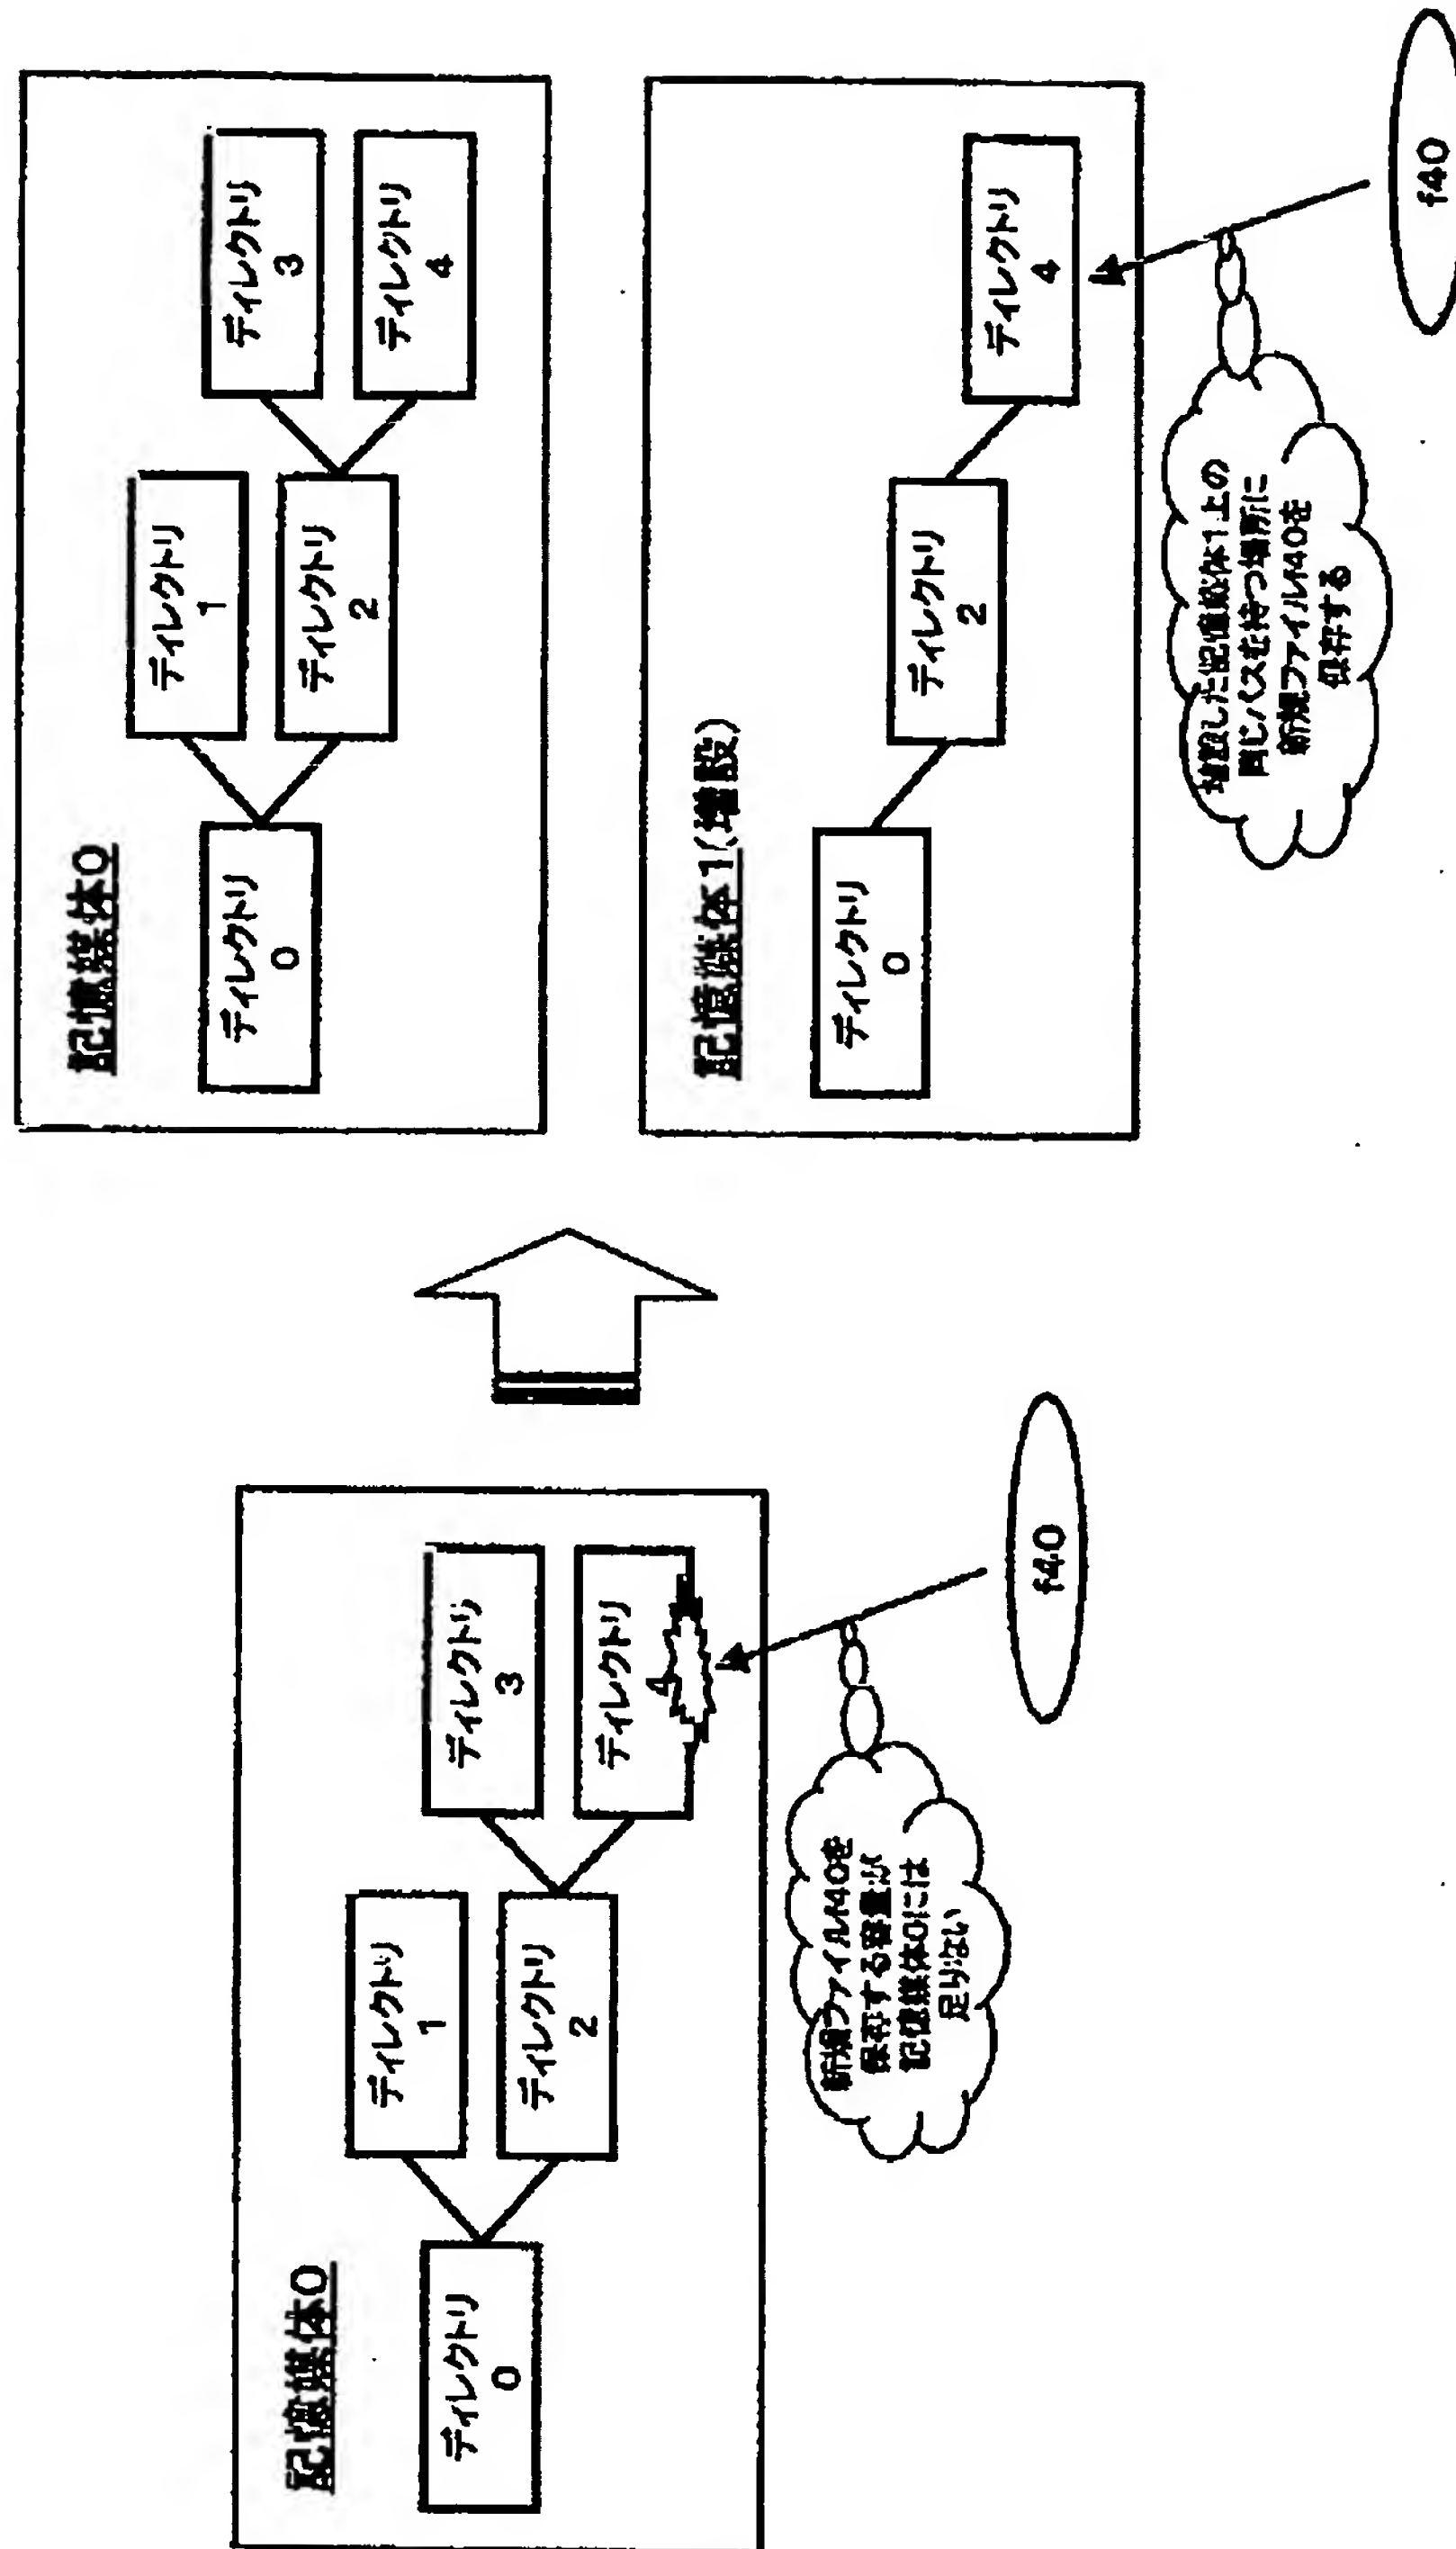 記憶媒体0
ディレクトリ
0
ディレクトリ
1
ディレクトリ
2
ディレクトリ
3
ディレクトリ
4
新規ファイルf40を
保存する容量が
記憶媒体0には
足りない
f40
記憶媒体0
ディレクトリ
0
ディレクトリ
1
ディレクトリ
2
ディレクトリ
3
ディレクトリ
4
記憶媒体1(増設)
ディレクトリ
0
ディレクトリ
2
ディレクトリ
4
増設した記憶媒体1上の
同じパスを持つ場所に
新規ファイルf40を
保存する
f40